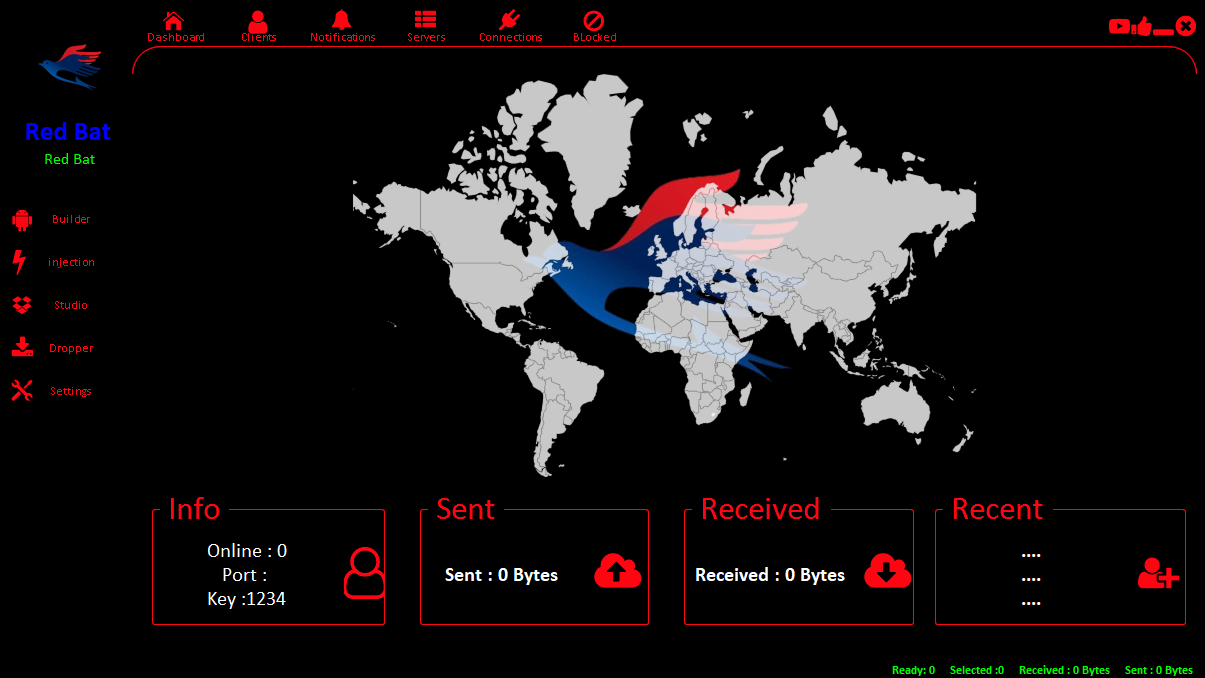 Dashboard
Clients
Notifications
Servers
Connections
BLocked
Red Bat
Red Bat
Builder
injection
Studio
Dropper
Settings
Info
Online : 0
Port :
Key :1234
Sent
Sent : 0 Bytes
Received
Received : 0 Bytes
Recent
....
....
....
Ready: 0 Selected :0 Received : 0 Bytes Sent : 0 Bytes